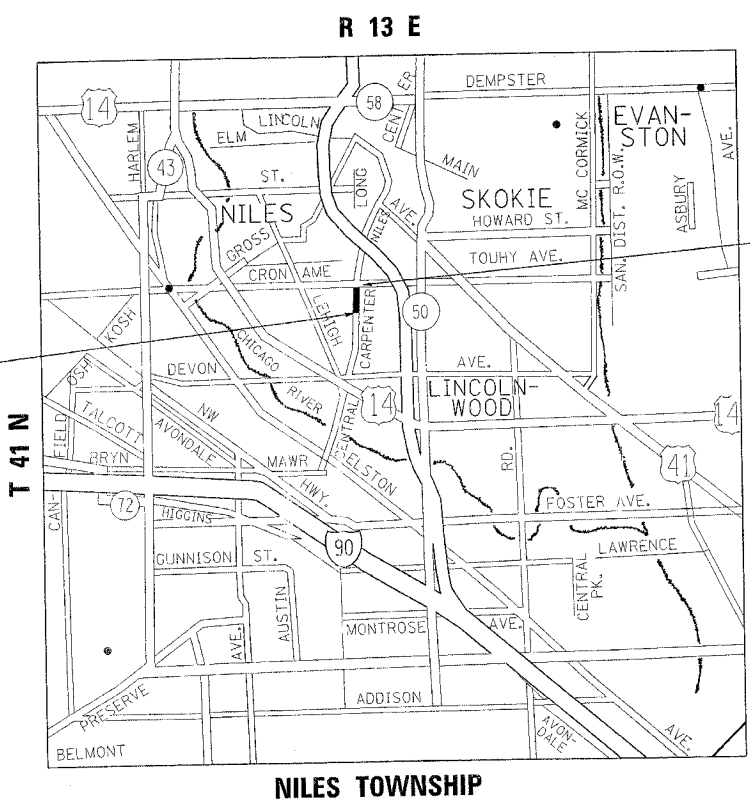 R 13 E
DEMPSTER
14
58
CENTER
LINCOLN
ELM
HARLEM
43
ST.
LONG
MAIN
MC CORMICK
EVAN-
STON
AVE.
NILES
SKOKIE
HOWARD ST.
SAN. DIST. R.O.W.
ASBURY
GROSS
NILES
AVE.
TOUHY AVE.
CRONAME
LEHIGH
CARPENTER
50
KOSH
OSH
CHICAGO
RIVER
DEVON
AVE.
LINCOLN-
WOOD
14
14
T 41 N
FIELD
CAN-
TALCOTT
AVONDALE
NW
HWY.
CENTRAL
ELSTON
RD.
41
BRYN
MAWR
72
HIGGINS
FOSTER AVE.
90
GUNNISON ST.
LAWRENCE
CENTRAL
PK.
AUSTIN
AVE.
MONTROSE
AVE.
PRESERVE
ADDISON
AVON-
DALE
AVE.
BELMONT
NILES TOWNSHIP